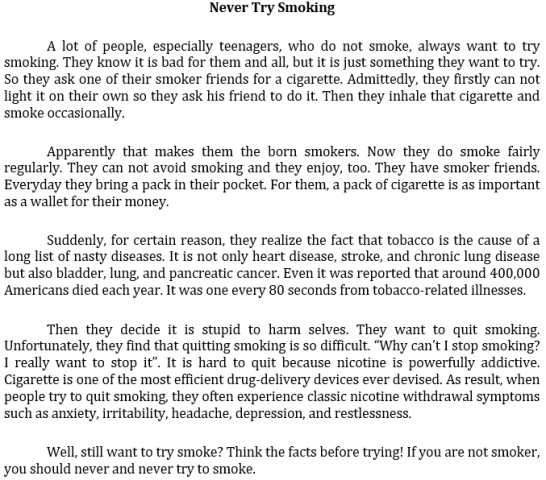 Never Try Smoking
A lot of people, especially teenagers, who do not smoke, always want to try
smoking. They know it is bad for them and all, but it is just something they want to try.
So they ask one of their smoker friends for a cigarette. Admittedly, they firstly can not
light it on their own so they ask his friend to do it. Then they inhale that cigarette and
smoke occasionally.
Apparently that makes them the born smokers. Now they do smoke fairly
regularly. They can not avoid smoking and they enjoy, too. They have smoker friends.
Everyday they bring a pack in their pocket. For them, a pack of cigarette is as important
as a wallet for their money.
Suddenly, for certain reason, they realize the fact that tobacco is the cause of a
long list of nasty diseases. It is not only heart disease, stroke, and chronic lung disease
but also bladder, lung, and pancreatic cancer. Even it was reported that around 400,000
Americans died each year. It was one every 80 seconds from tobacco-related illnesses.
Then they decide it is stupid to harm selves. They want to quit smoking.
Unfortunately, they find that quitting smoking is so difficult. “Why can’t I stop smoking?
I really want to stop it”. It is hard to quit because nicotine is powerfully addictive.
Cigarette is one of the most efficient drug-delivery devices ever devised. As result, when
people try to quit smoking, they often experience classic nicotine withdrawal symptoms
such as anxiety, irritability, headache, depression, and restlessness.
Well, still want to try smoke? Think the facts before trying! If you are not smoker,
you should never and never try to smoke.